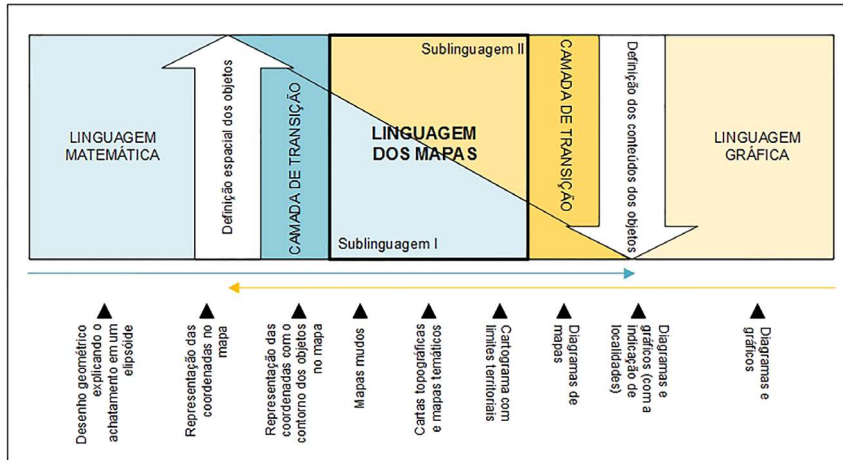 LINGUAGEM
MATEMÁTICA
Definição espacial dos objetos
CAMADA DE TRANSIÇÃO
Sublinguagem II
LINGUAGEM
DOS MAPAS
Sublinguagem I
CAMADA DE TRANSIÇÃO
Definição dos conteúdos dos objetos
LINGUAGEM
GRÁFICA
Desenho geométrico
explicando o
achatamento em um
elipsóide
Representação das
coordenadas no
mapa
Representação das
coordenadas com o
contorno dos objetos
no mapa
Mapas mudos
Cartas topográficas
e mapas temáticos
Cartograma com
limites territoriais
Diagramas de
mapas
Diagramas e
gráficos (com a
indicação de
localidades)
Diagramas e
gráficos